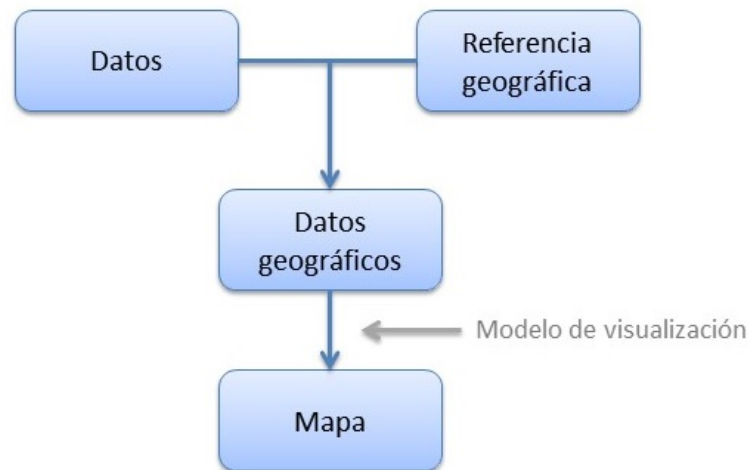 Datos
Referencia
geográfica
Datos
geográficos
Modelo de visualización
Mapa